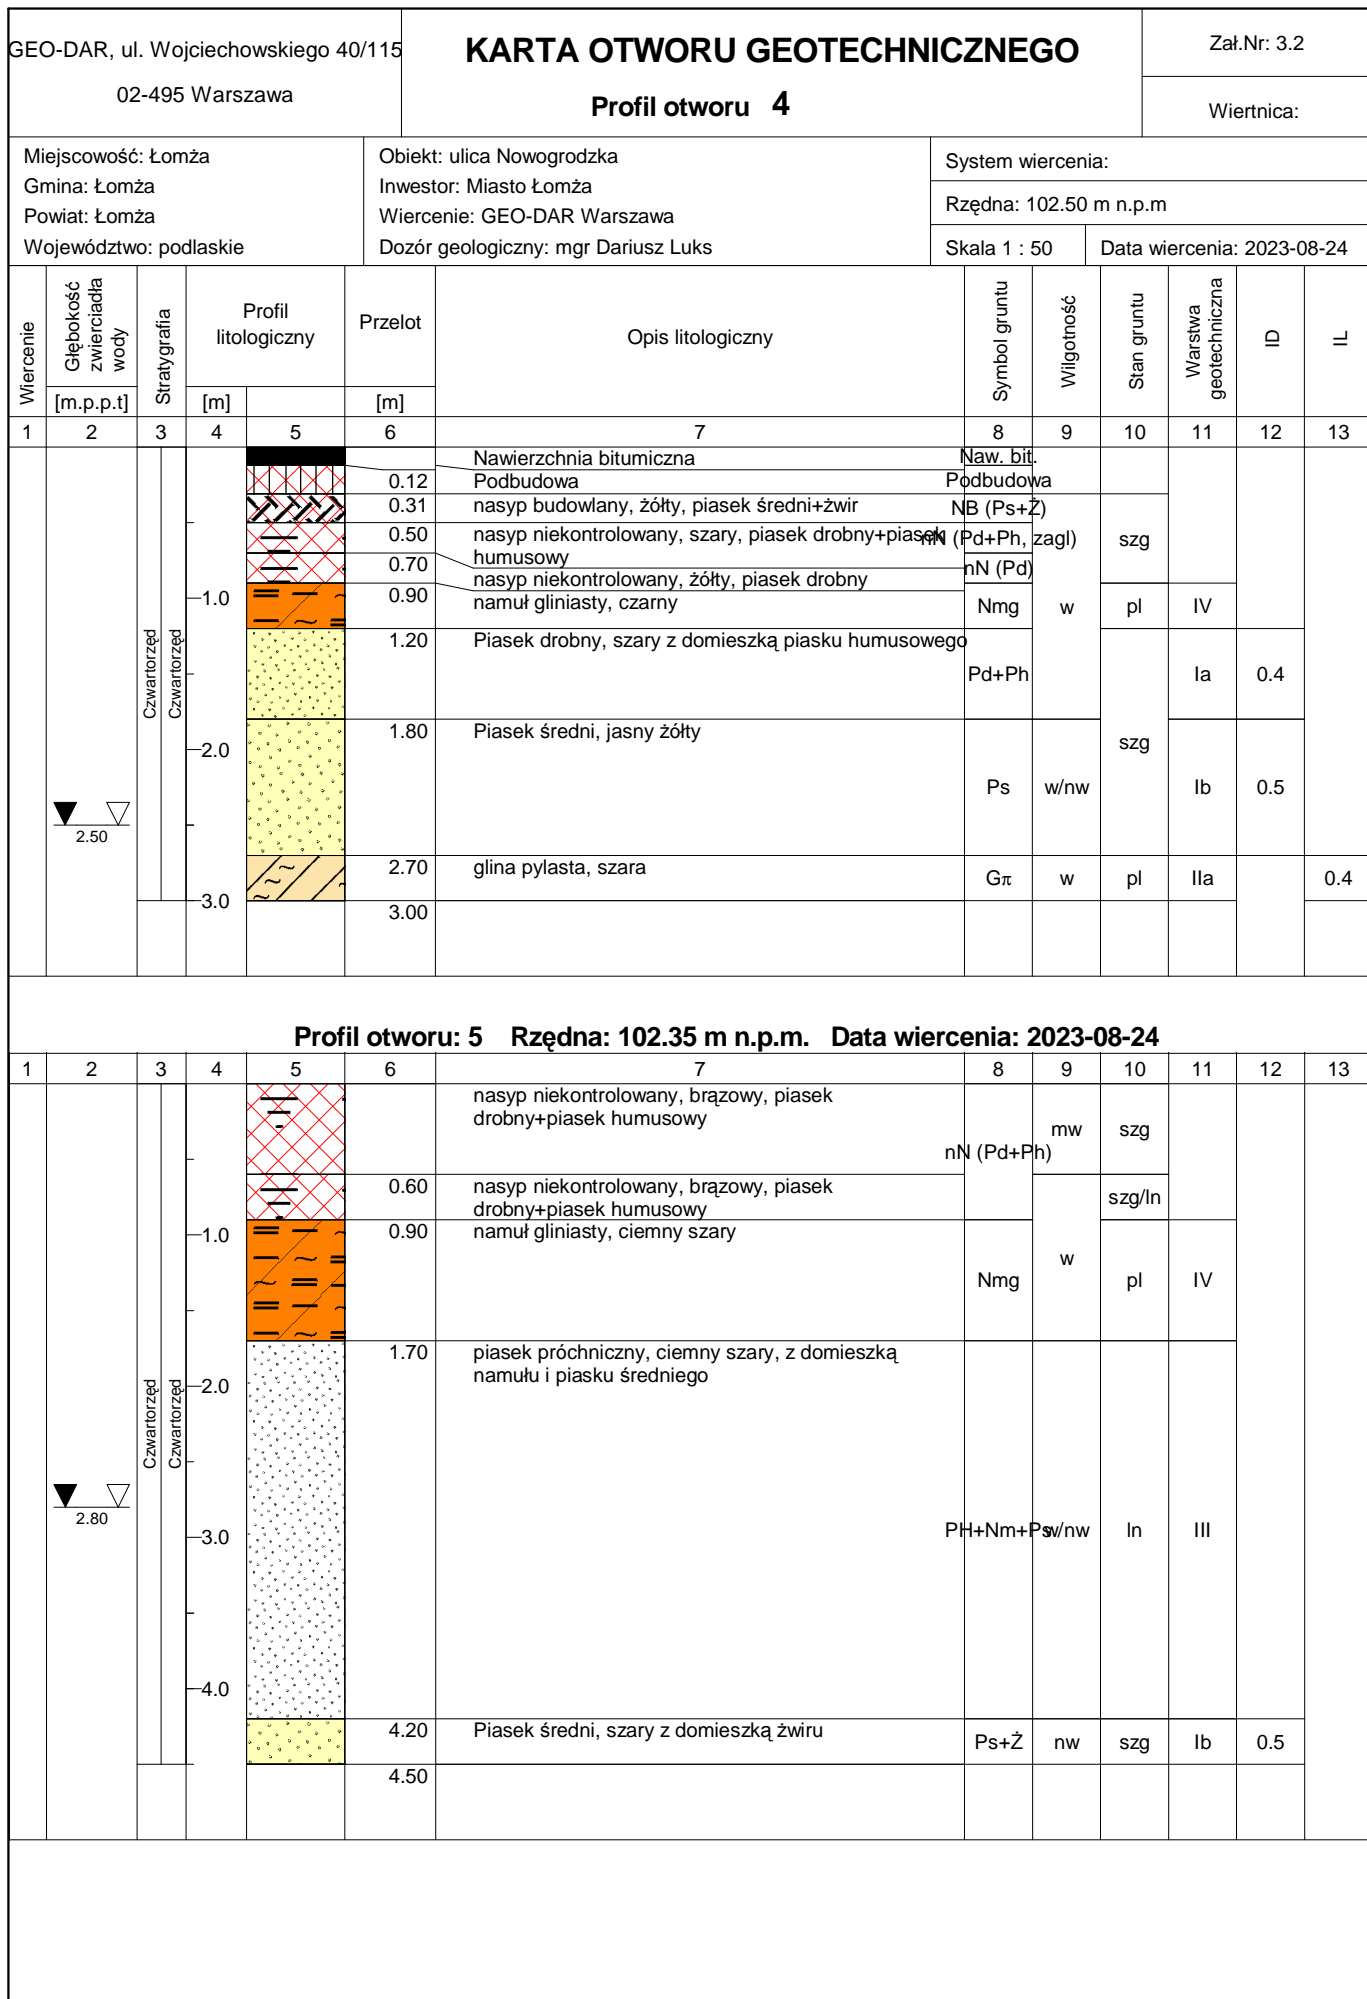 GEO-DAR, ul. Wojciechowskiego 40/115
02-495 Warszawa
KARTA OTWORU GEOTECHNICZNEGO
Profil otworu 4
Zał.Nr: 3.2
Wiertnica:
Miejscowość: Łomża
Gmina: Łomża
Powiat: Łomża
Województwo: podlaskie
Obiekt: ulica Nowogrodzka
Inwestor: Miasto Łomża
Wiercenie: GEO-DAR Warszawa
Dozór geologiczny: mgr Dariusz Luks
System wiercenia:
Rzędna: 102.50 m n.p.m
Skala 1 : 50
Data wiercenia: 2023-08-24
Wiercenie
Głębokość zwierciadła wody
[m.p.p.t]
Stratygrafia
Profil litologiczny
[m]
Przelot
[m]
Opis litologiczny
Symbol gruntu
Wilgotność
Stan gruntu
Warstwa geotechniczna
ID
IL
1 2 3 4 5 6 7 8 9 10 11 12 13
Nawierzchnia bitumiczna Naw. bit.
0.12 Podbudowa Podbudowa
0.31 nasyp budowlany, żółty, piasek średni+żwir NB (Ps+Ż)
0.50 nasyp niekontrolowany, szary, piasek drobny+piasek nN (Pd+Ph, zagl) szg
humusowy
0.70 nasyp niekontrolowany, żółty, piasek drobny nN (Pd)
1.0 0.90 namuł gliniasty, czarny Nmg w pl IV
1.20 Piasek drobny, szary z domieszką piasku humusowego
Czwartorzęd
Czwartorzęd
Pd+Ph Ia 0.4
1.80 Piasek średni, jasny żółty
2.0 szg
Ps w/nw Ib 0.5
2.50
2.70 glina pylasta, szara Gπ w pl IIa 0.4
3.0
3.00
Profil otworu: 5 Rzędna: 102.35 m n.p.m. Data wiercenia: 2023-08-24
1 2 3 4 5 6 7 8 9 10 11 12 13
nasyp niekontrolowany, brązowy, piasek
drobny+piasek humusowy
nN (Pd+Ph) mw szg
0.60 nasyp niekontrolowany, brązowy, piasek
drobny+piasek humusowy szg/ln
1.0 0.90 namuł gliniasty, ciemny szary
w
Nmg pl IV
1.70 piasek próchniczny, ciemny szary, z domieszką
namułu i piasku średniego
2.0
Czwartorzęd
Czwartorzęd
2.80
3.0 PH+Nm+Ps w/nw ln III
4.0
4.20 Piasek średni, szary z domieszką żwiru Ps+Ż nw szg Ib 0.5
4.50